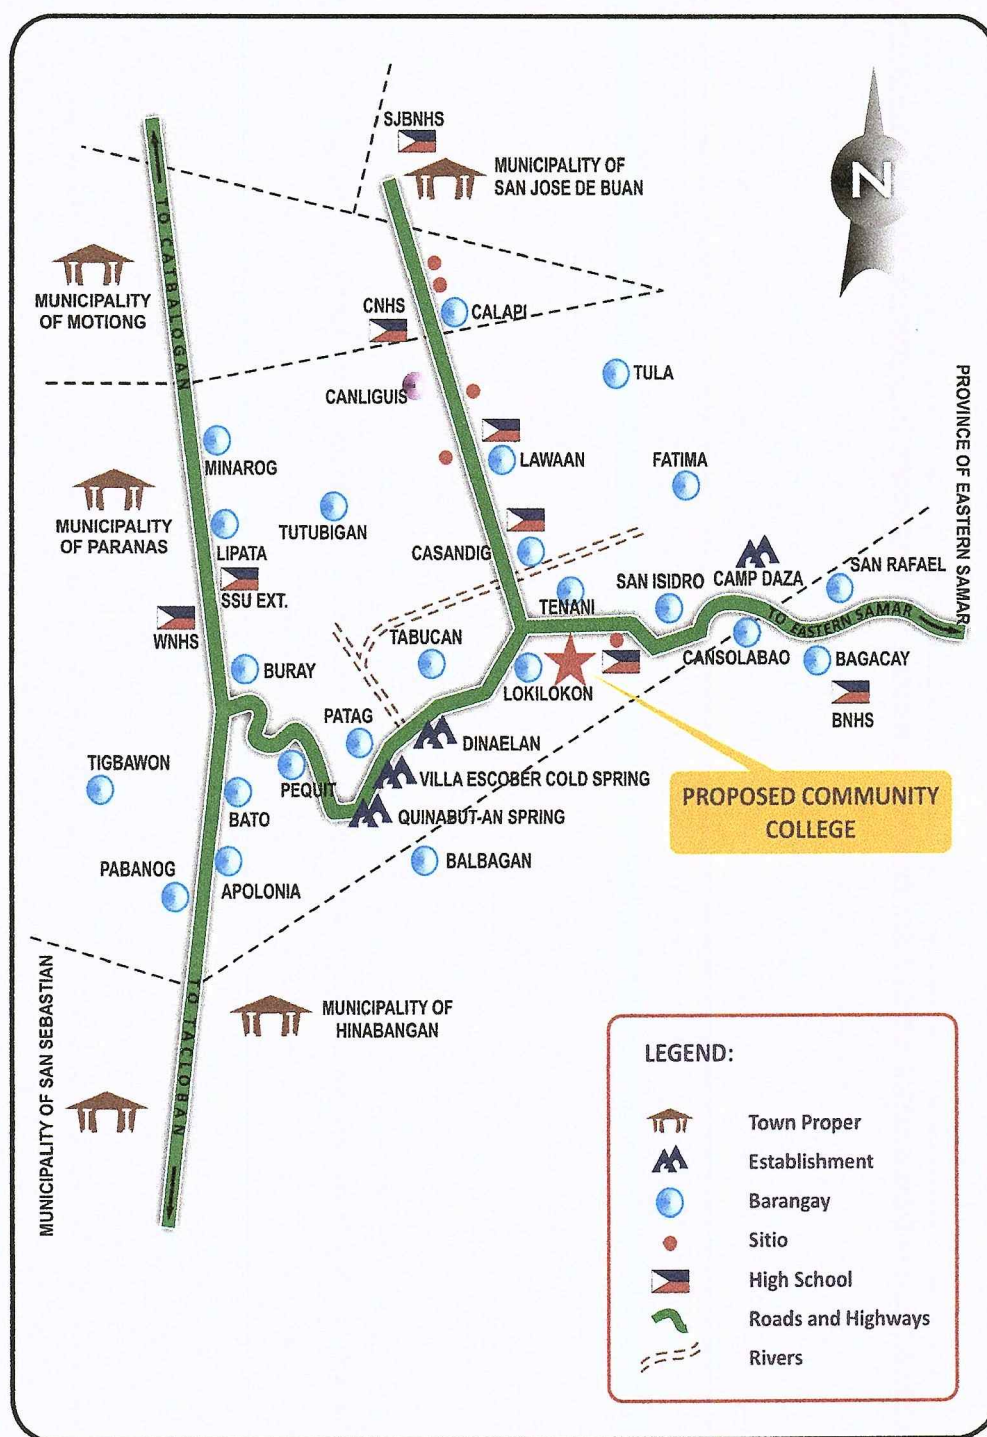 SJBNHS
MUNICIPALITY OF
SAN JOSE DE BUAN
N
TO CATBALOGAN
MUNICIPALITY
OF MOTIONG
CNHS
CALAPI
TULA
CANLIGUIS
PROVINCE OF EASTERN SAMAR
MINAROG
LAWAAN
FATIMA
MUNICIPALITY
OF PARANAS
TUTUBIGAN
LIPATA
CASANDIG
SSU EXT.
SAN ISIDRO
CAMP DAZA
SAN RAFAEL
WNHS
TENANI
TO EASTERN SAMAR
TABUCAN
BURAY
LOKILOKON
CANSOLABAO
BAGACAY
BNHS
PATAG
DINAELAN
TIGBAWON
PEQUIT
VILLA ESCOBER COLD SPRING
BATO
QUINABUT-AN SPRING
PROPOSED COMMUNITY
COLLEGE
PABANOG
APOLONIA
BALBAGAN
MUNICIPALITY OF SAN SEBASTIAN
TO TACLOBAN
MUNICIPALITY OF
HINABANGAN
LEGEND:
Town Proper
Establishment
Barangay
Sitio
High School
Roads and Highways
Rivers